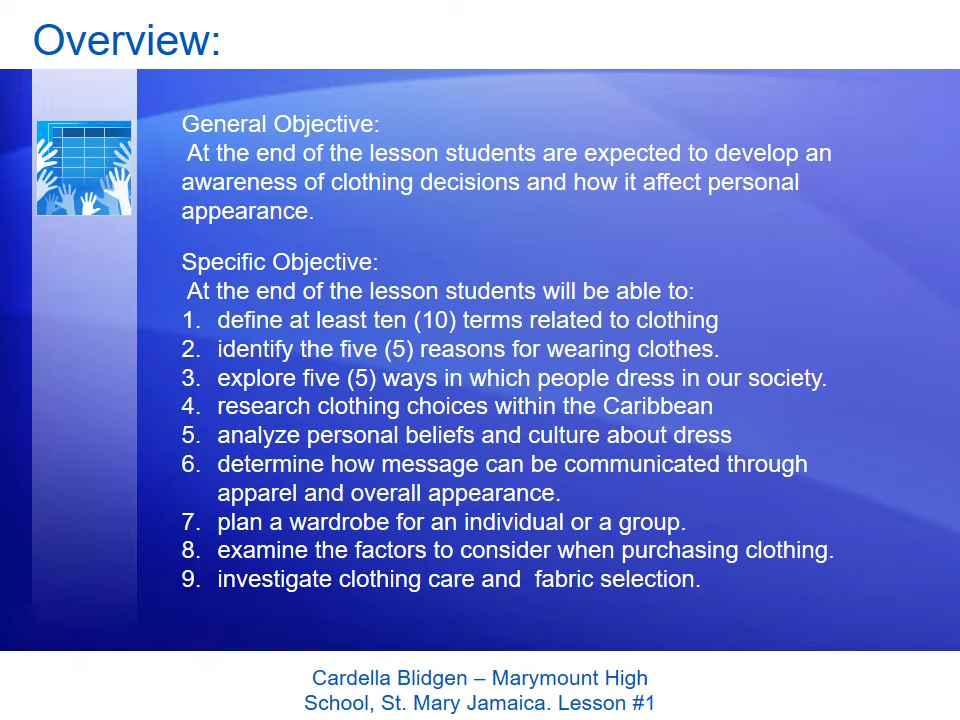 Overview:
General Objective:
At the end of the lesson students are expected to develop an
awareness of clothing decisions and how it affect personal
appearance.
Specific Objective:
At the end of the lesson students will be able to:
1. define at least ten (10) terms related to clothing
2. identify the five (5) reasons for wearing clothes.
3. explore five (5) ways in which people dress in our society.
4. research clothing choices within the Caribbean
5. analyze personal beliefs and culture about dress
6. determine how message can be communicated through
apparel and overall appearance.
7. plan a wardrobe for an individual or a group.
8. examine the factors to consider when purchasing clothing.
9. investigate clothing care and  fabric selection.
Cardella Blidgen – Marymount High
School, St. Mary Jamaica. Lesson #1